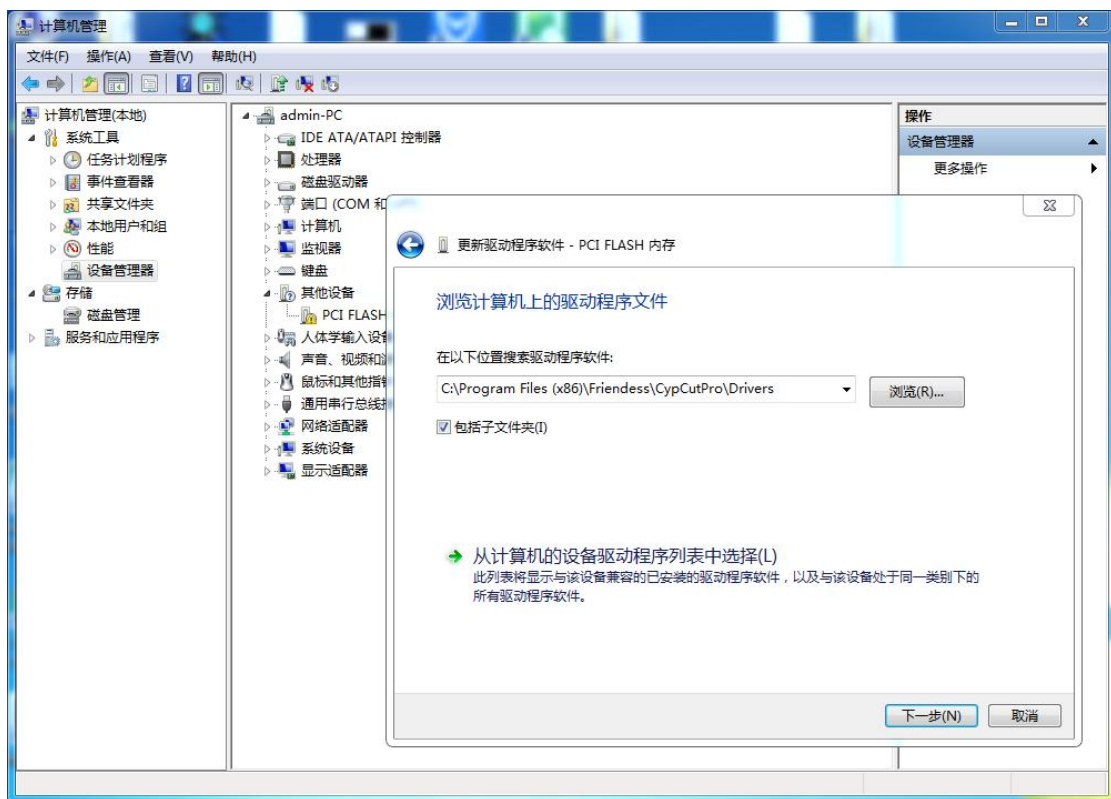 计算机管理
文件(F) 操作(A) 查看(V) 帮助(H)
计算机管理(本地)
系统工具
任务计划程序
事件查看器
共享文件夹
本地用户和组
性能
设备管理器
存储
磁盘管理
服务和应用程序
admin-PC
IDE ATA/ATAPI 控制器
处理器
磁盘驱动器
端口 (COM 和
计算机
监视器
键盘
其他设备
PCI FLASH
人体学输入设备
声音、视频和
鼠标和其他指针
通用串行总线
网络适配器
系统设备
显示适配器
操作
设备管理器
更多操作
更新驱动程序软件 - PCI FLASH 内存
浏览计算机上的驱动程序文件
在以下位置搜索驱动程序软件:
C:\Program Files (x86)\Friendess\CypCutPro\Drivers
浏览(R)...
包括子文件夹(I)
从计算机的设备驱动程序列表中选择(L)
此列表将显示与该设备兼容的已安装的驱动程序软件，以及与该设备处于同一类别下的
所有驱动程序软件。
下一步(N) 取消